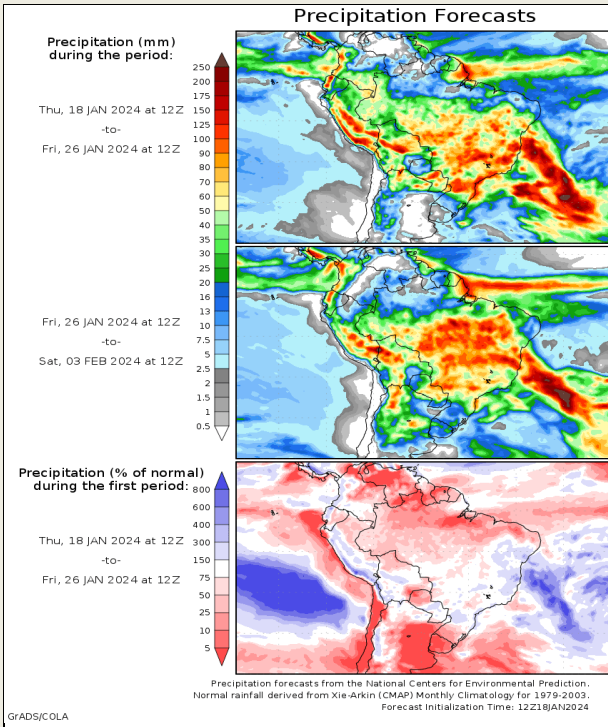 Precipitation Forecasts
Precipitation (mm)
during the period:
Thu, 18 JAN 2024 at 12Z
-to-
Fri, 26 JAN 2024 at 12Z
250
200
175
150
125
100
90
80
70
60
50
40
35
30
25
20
16
13
10
7.5
5
2.5
2
1.5
1
0.5
Fri, 26 JAN 2024 at 12Z
-to-
Sat, 03 FEB 2024 at 12Z
Precipitation (% of normal)
during the first period:
Thu, 18 JAN 2024 at 12Z
-to-
Fri, 26 JAN 2024 at 12Z
800
600
400
300
150
75
50
25
10
5
Precipitation forecasts from the National Centers for Environmental Prediction.
Normal rainfall derived from Xie-Arkin (CMAP) Monthly Climatology for 1979-2003.
Forecast Initialization Time: 12Z18JAN2024
GrADS/COLA